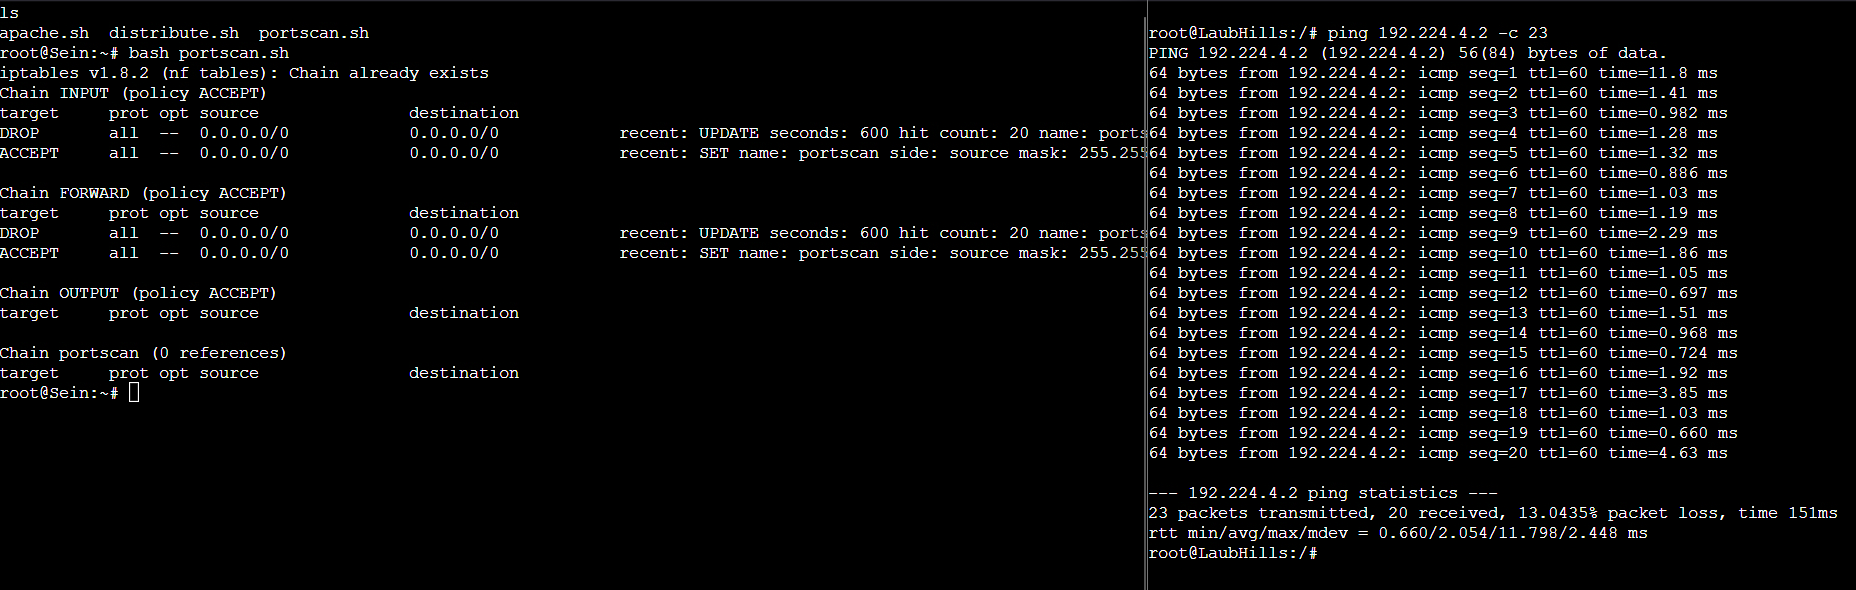 ls
apache.sh  distribute.sh  portscan.sh
root@Sein:~# bash portscan.sh
iptables v1.8.2 (nf tables): Chain already exists
Chain INPUT (policy ACCEPT)
target     prot opt source               destination
DROP       all  --  0.0.0.0/0            0.0.0.0/0            recent: UPDATE seconds: 600 hit count: 20 name: ports
ACCEPT     all  --  0.0.0.0/0            0.0.0.0/0            recent: SET name: portscan side: source mask: 255.255
Chain FORWARD (policy ACCEPT)
target     prot opt source               destination
DROP       all  --  0.0.0.0/0            0.0.0.0/0            recent: UPDATE seconds: 600 hit count: 20 name: ports
ACCEPT     all  --  0.0.0.0/0            0.0.0.0/0            recent: SET name: portscan side: source mask: 255.255
Chain OUTPUT (policy ACCEPT)
target     prot opt source               destination
Chain portscan (0 references)
target     prot opt source               destination
root@Sein:~#
root@LaubHills:/# ping 192.224.4.2 -c 23
PING 192.224.4.2 (192.224.4.2) 56(84) bytes of data.
64 bytes from 192.224.4.2: icmp seq=1 ttl=60 time=11.8 ms
64 bytes from 192.224.4.2: icmp seq=2 ttl=60 time=1.41 ms
64 bytes from 192.224.4.2: icmp seq=3 ttl=60 time=0.982 ms
64 bytes from 192.224.4.2: icmp seq=4 ttl=60 time=1.28 ms
64 bytes from 192.224.4.2: icmp seq=5 ttl=60 time=1.32 ms
64 bytes from 192.224.4.2: icmp seq=6 ttl=60 time=0.886 ms
64 bytes from 192.224.4.2: icmp seq=7 ttl=60 time=1.03 ms
64 bytes from 192.224.4.2: icmp seq=8 ttl=60 time=1.19 ms
64 bytes from 192.224.4.2: icmp seq=9 ttl=60 time=2.29 ms
64 bytes from 192.224.4.2: icmp seq=10 ttl=60 time=1.86 ms
64 bytes from 192.224.4.2: icmp seq=11 ttl=60 time=1.05 ms
64 bytes from 192.224.4.2: icmp seq=12 ttl=60 time=0.697 ms
64 bytes from 192.224.4.2: icmp seq=13 ttl=60 time=1.51 ms
64 bytes from 192.224.4.2: icmp seq=14 ttl=60 time=0.968 ms
64 bytes from 192.224.4.2: icmp seq=15 ttl=60 time=0.724 ms
64 bytes from 192.224.4.2: icmp seq=16 ttl=60 time=1.92 ms
64 bytes from 192.224.4.2: icmp seq=17 ttl=60 time=3.85 ms
64 bytes from 192.224.4.2: icmp seq=18 ttl=60 time=1.03 ms
64 bytes from 192.224.4.2: icmp seq=19 ttl=60 time=0.660 ms
64 bytes from 192.224.4.2: icmp seq=20 ttl=60 time=4.63 ms
--- 192.224.4.2 ping statistics ---
23 packets transmitted, 20 received, 13.0435% packet loss, time 151ms
rtt min/avg/max/mdev = 0.660/2.054/11.798/2.448 ms
root@LaubHills:/#